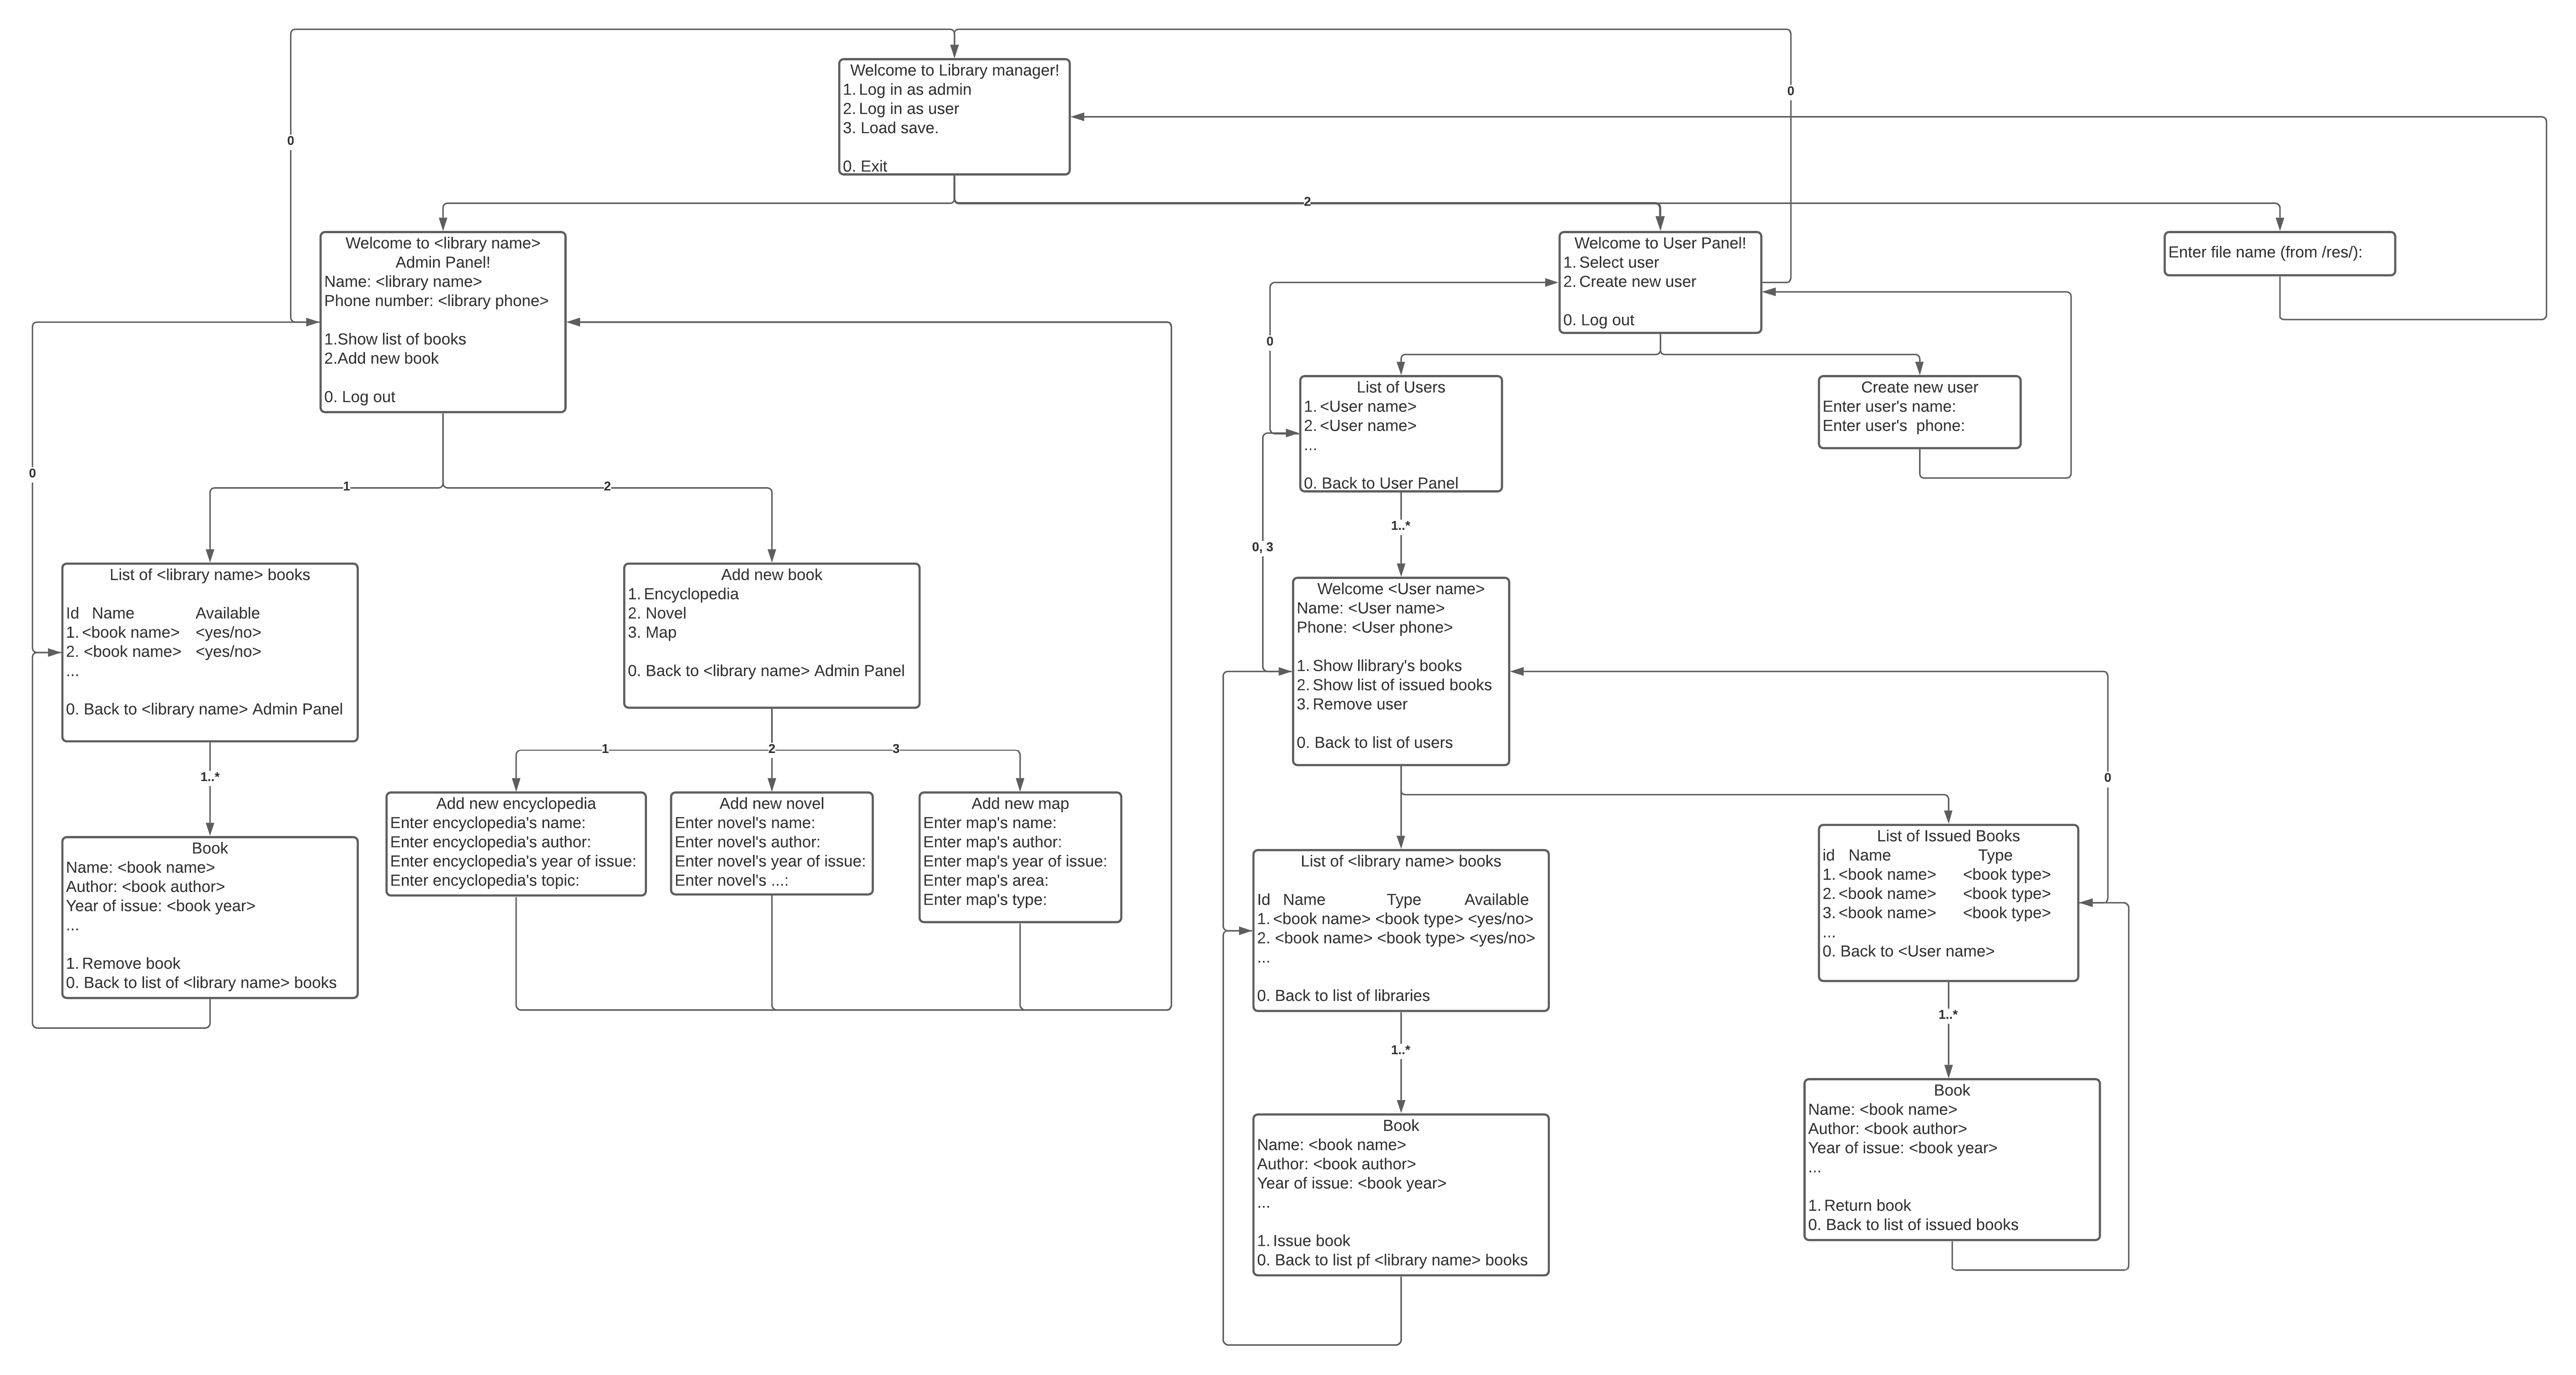 Welcome to Library manager!
1. Log in as admin
2. Log in as user
3. Load save.
0. Exit
0
0
2
Welcome to <library name>
Admin Panel!
Name: <library name>
Phone number: <library phone>
1.Show list of books
2.Add new book
0. Log out
Welcome to User Panel!
1. Select user
2. Create new user
0. Log out
Enter file name (from /res/):
0
List of Users
1. <User name>
2. <User name>
...
0. Back to User Panel
Create new user
Enter user's name:
Enter user's  phone:
0
1
2
1..*
0, 3
List of <library name> books
Id   Name   Available
1. <book name>   <yes/no>
2. <book name>   <yes/no>
...
0. Back to <library name> Admin Panel
Add new book
1. Encyclopedia
2. Novel
3. Map
0. Back to <library name> Admin Panel
Welcome <User name>
Name: <User name>
Phone: <User phone>
1. Show llibrary's books
2. Show list of issued books
3. Remove user
0. Back to list of users
1
2
3
1..*
0
Add new encyclopedia
Enter encyclopedia's name:
Enter encyclopedia's author:
Enter encyclopedia's year of issue:
Enter encyclopedia's topic:
Add new novel
Enter novel's name:
Enter novel's author:
Enter novel's year of issue:
Enter novel's ...:
Add new map
Enter map's name:
Enter map's author:
Enter map's year of issue:
Enter map's area:
Enter map's type:
Book
Name: <book name>
Author: <book author>
Year of issue: <book year>
...
1. Remove book
0. Back to list of <library name> books
List of <library name> books
Id   Name   Type   Available
1. <book name> <book type> <yes/no>
2. <book name> <book type> <yes/no>
...
0. Back to list of libraries
List of Issued Books
id   Name   Type
1. <book name>   <book type>
2. <book name>   <book type>
3. <book name>   <book type>
...
0. Back to <User name>
1..*
1..*
Book
Name: <book name>
Author: <book author>
Year of issue: <book year>
...
1. Issue book
0. Back to list pf <library name> books
Book
Name: <book name>
Author: <book author>
Year of issue: <book year>
...
1. Return book
0. Back to list of issued books